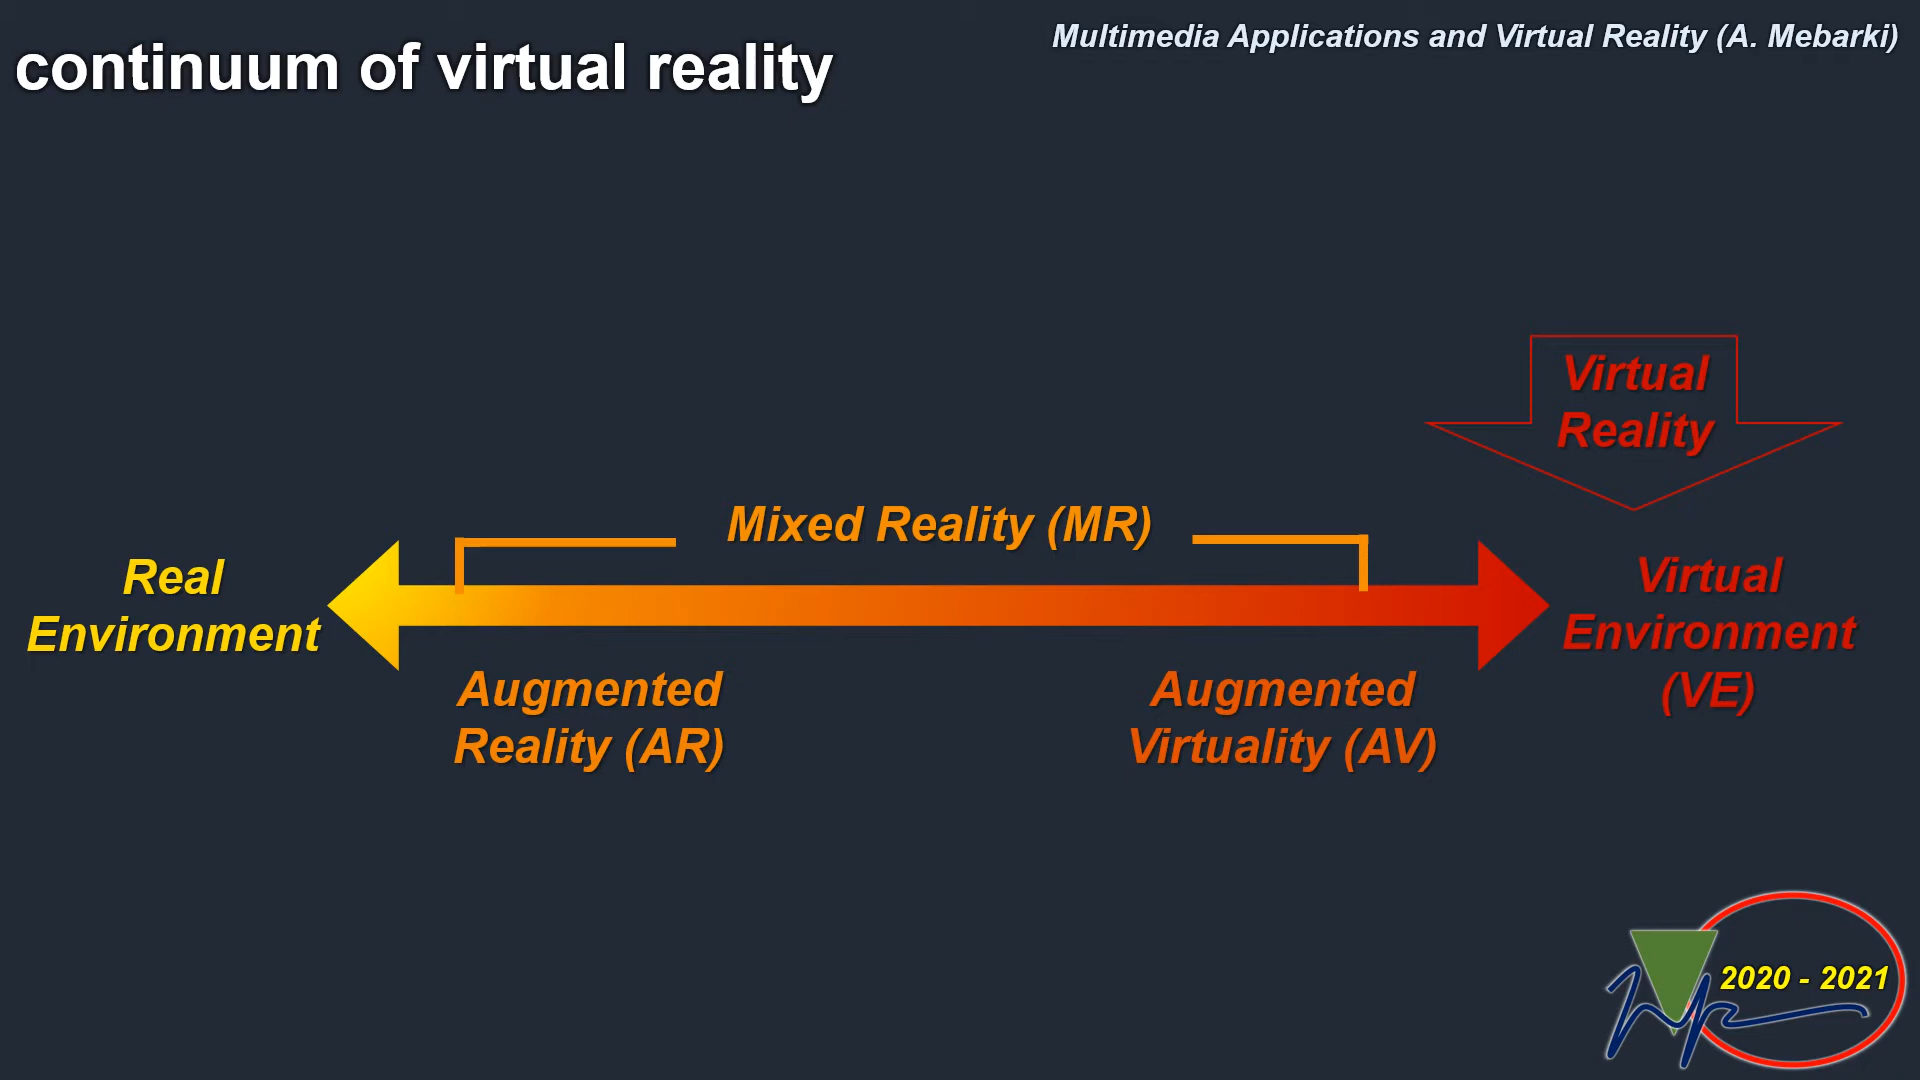 Multimedia Applications and Virtual Reality (A. Mebarki)
continuum of virtual reality
Virtual
Reality
Mixed Reality (MR)
Real
Environment
Virtual
Environment
(VE)
Augmented
Reality (AR)
Augmented
Virtuality (AV)
2020 - 2021